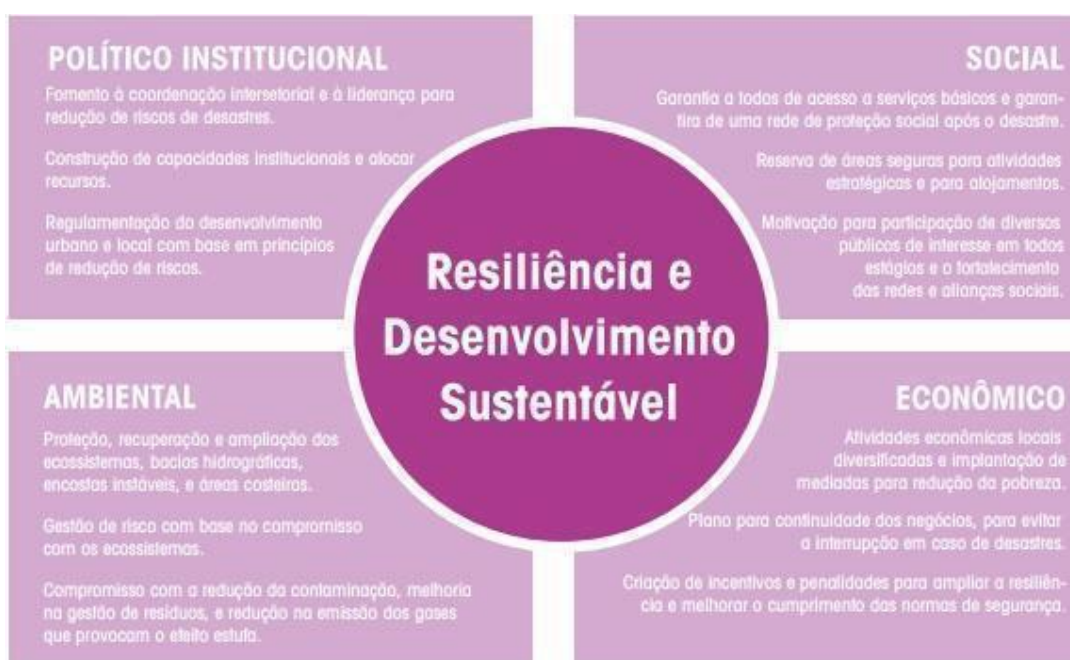 POLÍTICO INSTITUCIONAL
Fomento à coordenação intersetorial e à liderança para
redução de riscos de desastres.
Construção de capacidades institucionais e alocar
recursos.
Regulamentação do desenvolvimento
urbano e local com base em princípios
de redução de riscos.
SOCIAL
Garantia a todos de acesso a serviços básicos e garan-
tira de uma rede de proteção social após o desastre.
Reserva de áreas seguras para atividades
estratégicas e para alojamentos.
Motivação para participação de diversos
públicos de interesse em todos
estágios e o fortalecimento
das redes e alianças sociais.
Resiliência e
Desenvolvimento
Sustentável
AMBIENTAL
Proteção, recuperação e ampliação dos
ecossistemas, bacias hidrográficas,
encostas instáveis, e áreas costeiras.
Gestão de risco com base no compromisso
com os ecossistemas.
Compromisso com a redução da contaminação, melhoria
na gestão de resíduos, e redução na emissão dos gases
que provocam o efeito estufa.
ECONÔMICO
Atividades econômicas locais
diversificadas e implantação de
mediadas para redução da pobreza.
Plano para continuidade dos negócios, para evitar
a interrupção em caso de desastres.
Criação de incentivos e penalidades para ampliar a resiliên-
cia e melhorar o cumprimento das normas de segurança.